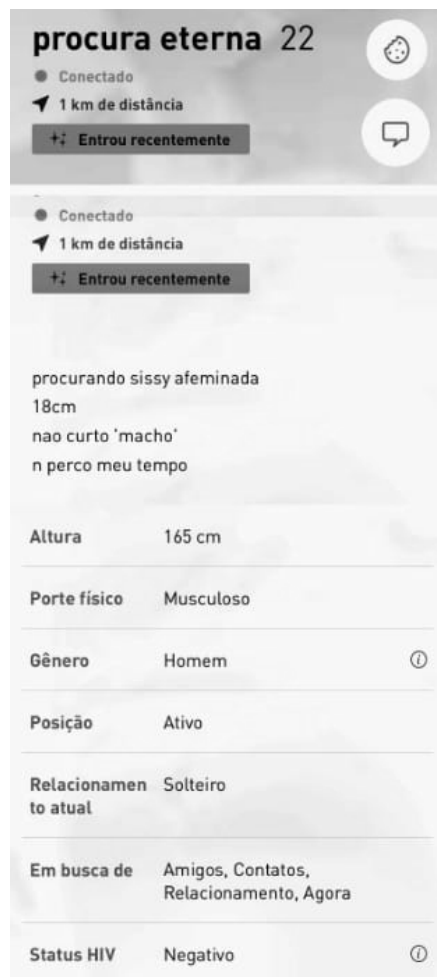 procura eterna 22
Conectado
1 km de distância
Entrou recentemente
Conectado
1 km de distância
Entrou recentemente
procurando sissy afeminada
18cm
nao curto 'macho'
n perco meu tempo
Altura 165 cm
Porte físico Musculoso
Gênero Homem
Posição Ativo
Relacionamen Solteiro
to atual
Em busca de Amigos, Contatos,
Relacionamento, Agora
Status HIV Negativo